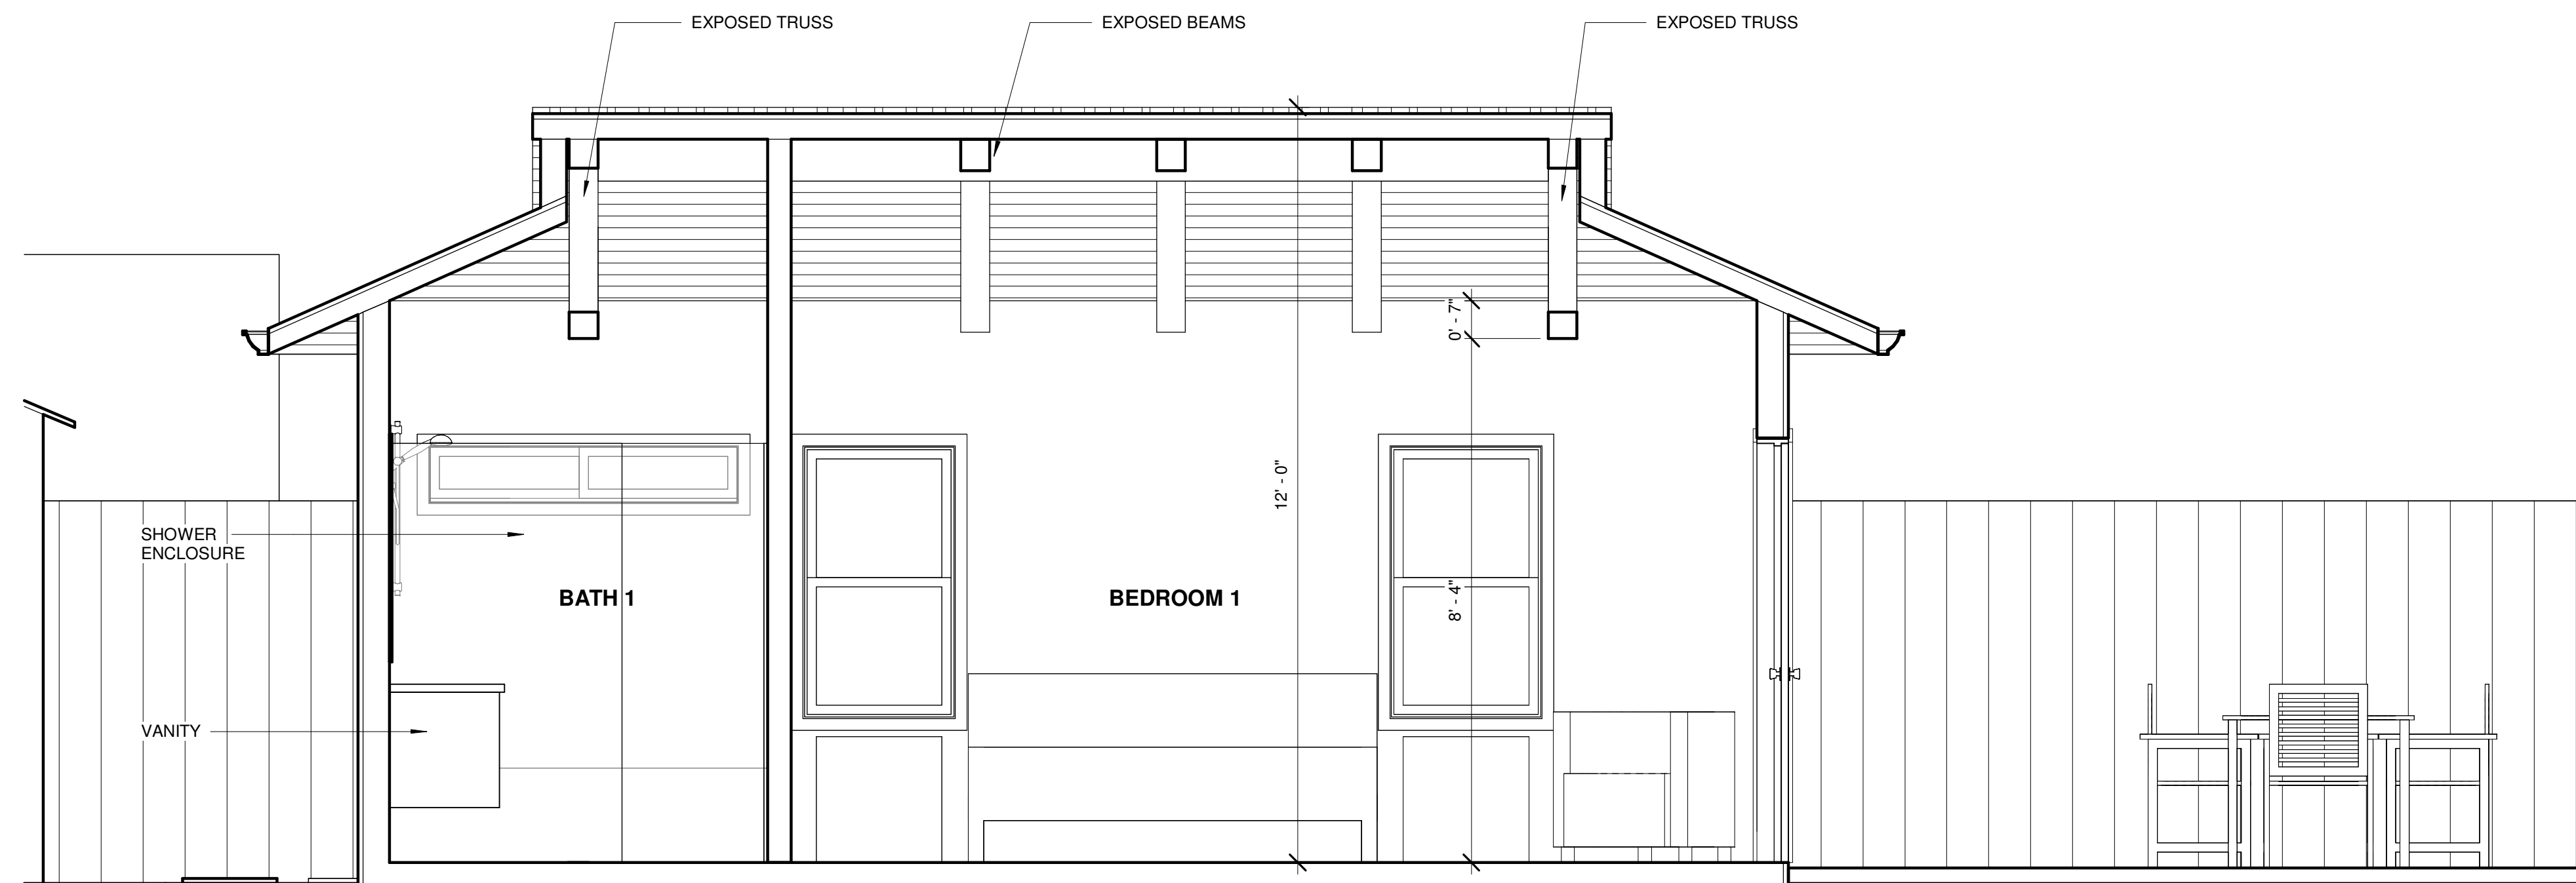 EXPOSED TRUSS
EXPOSED BEAMS
EXPOSED TRUSS
0' - 7"
12' - 0"
SHOWER
ENCLOSURE
BATH 1
BEDROOM 1
8' - 4"
VANITY